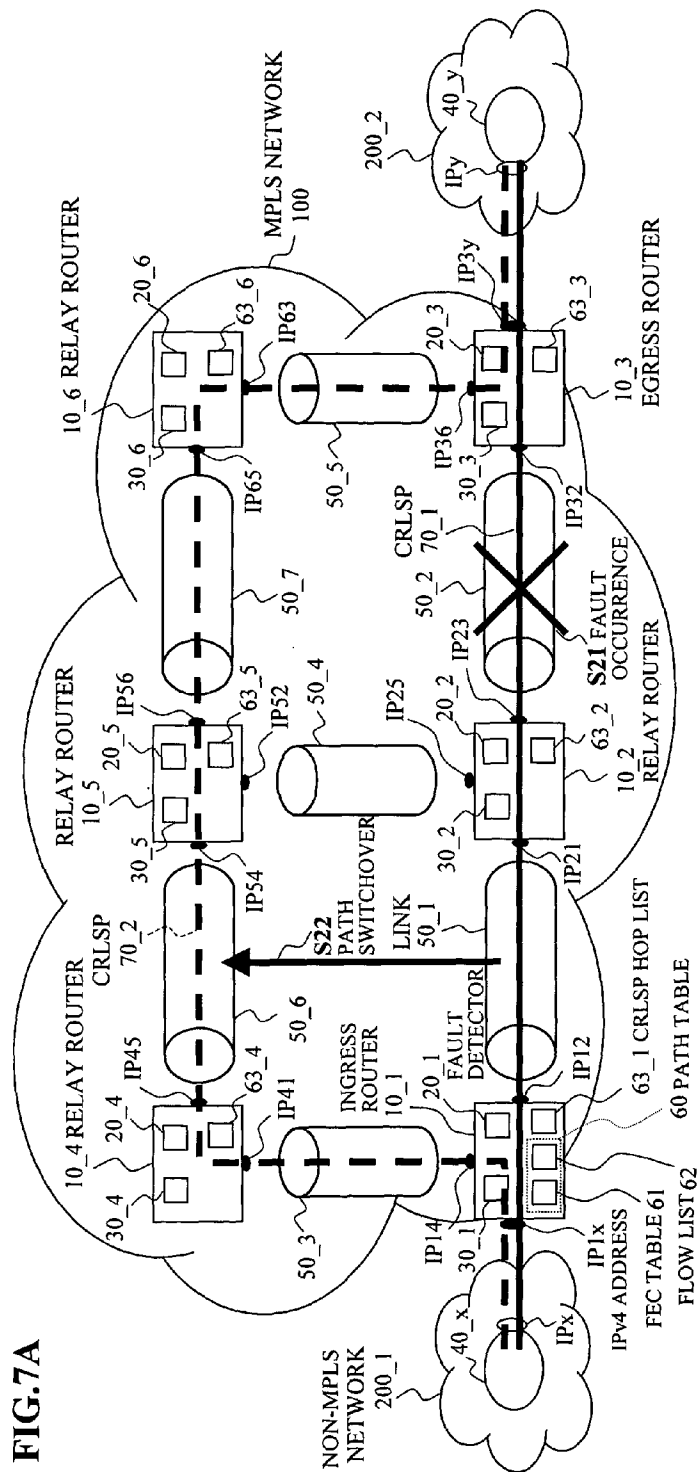 FIG.7A
MPLS NETWORK
100
10_6 RELAY ROUTER
20_6
30_6
63_6
IP63
IP65
50_7
50_5
RELAY ROUTER
10_5
20_5
30_5
63_5
IP56
IP52
IP54
50_4
CRLSP
70_2
50_6
10_4 RELAY ROUTER
20_4
30_4
63_4
IP45
IP41
50_3
S22 PATH
SWITCHOVER
LINK
50_1
FAULT
DETECTOR
20_1
INGRESS
ROUTER
10_1
IP14
30_1
IP12
IP1x
IPv4 ADDRESS
FEC TABLE 61
FLOW LIST 62
60 PATH TABLE
63_1 CRLSP HOP LIST
NON-MPLS
NETWORK
200_1
40_x
IPx
IP21
IP25
IP23
20_2
30_2
63_2
10_2
RELAY ROUTER
CRLSP
70_1
50_2
S21 FAULT
OCCURRENCE
IP32
IP36
20_3
30_3
63_3
IP3y
10_3
EGRESS ROUTER
200_2
40_y
IPy